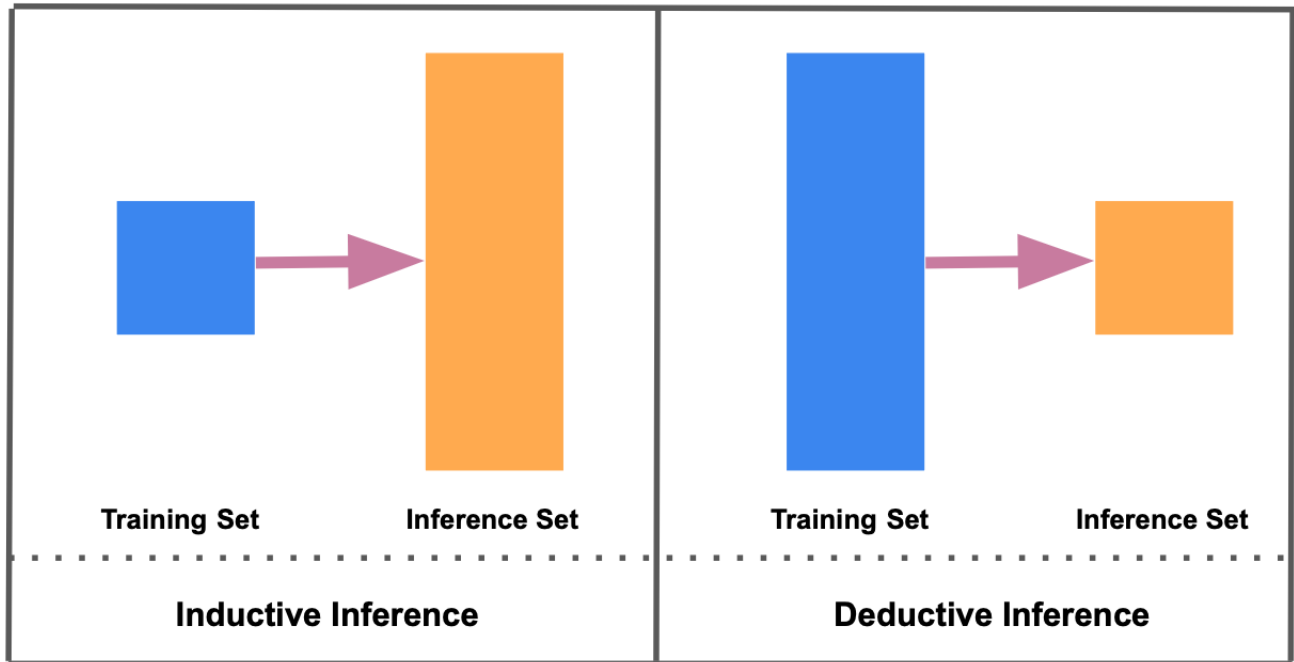 Training Set
Inference Set
Inductive Inference
Training Set
Inference Set
Deductive Inference